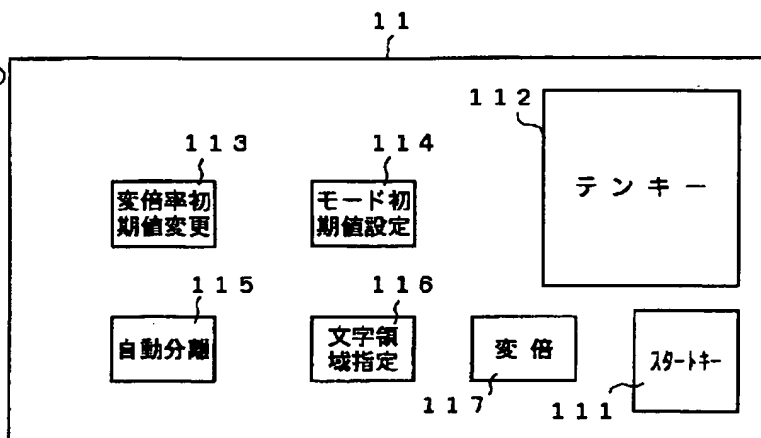 11
112
113
114
変倍率初
期値変更
モード初
期値設定
テンキー
115
116
自動分離
文字領
域指定
変倍
スタートキー
117
111